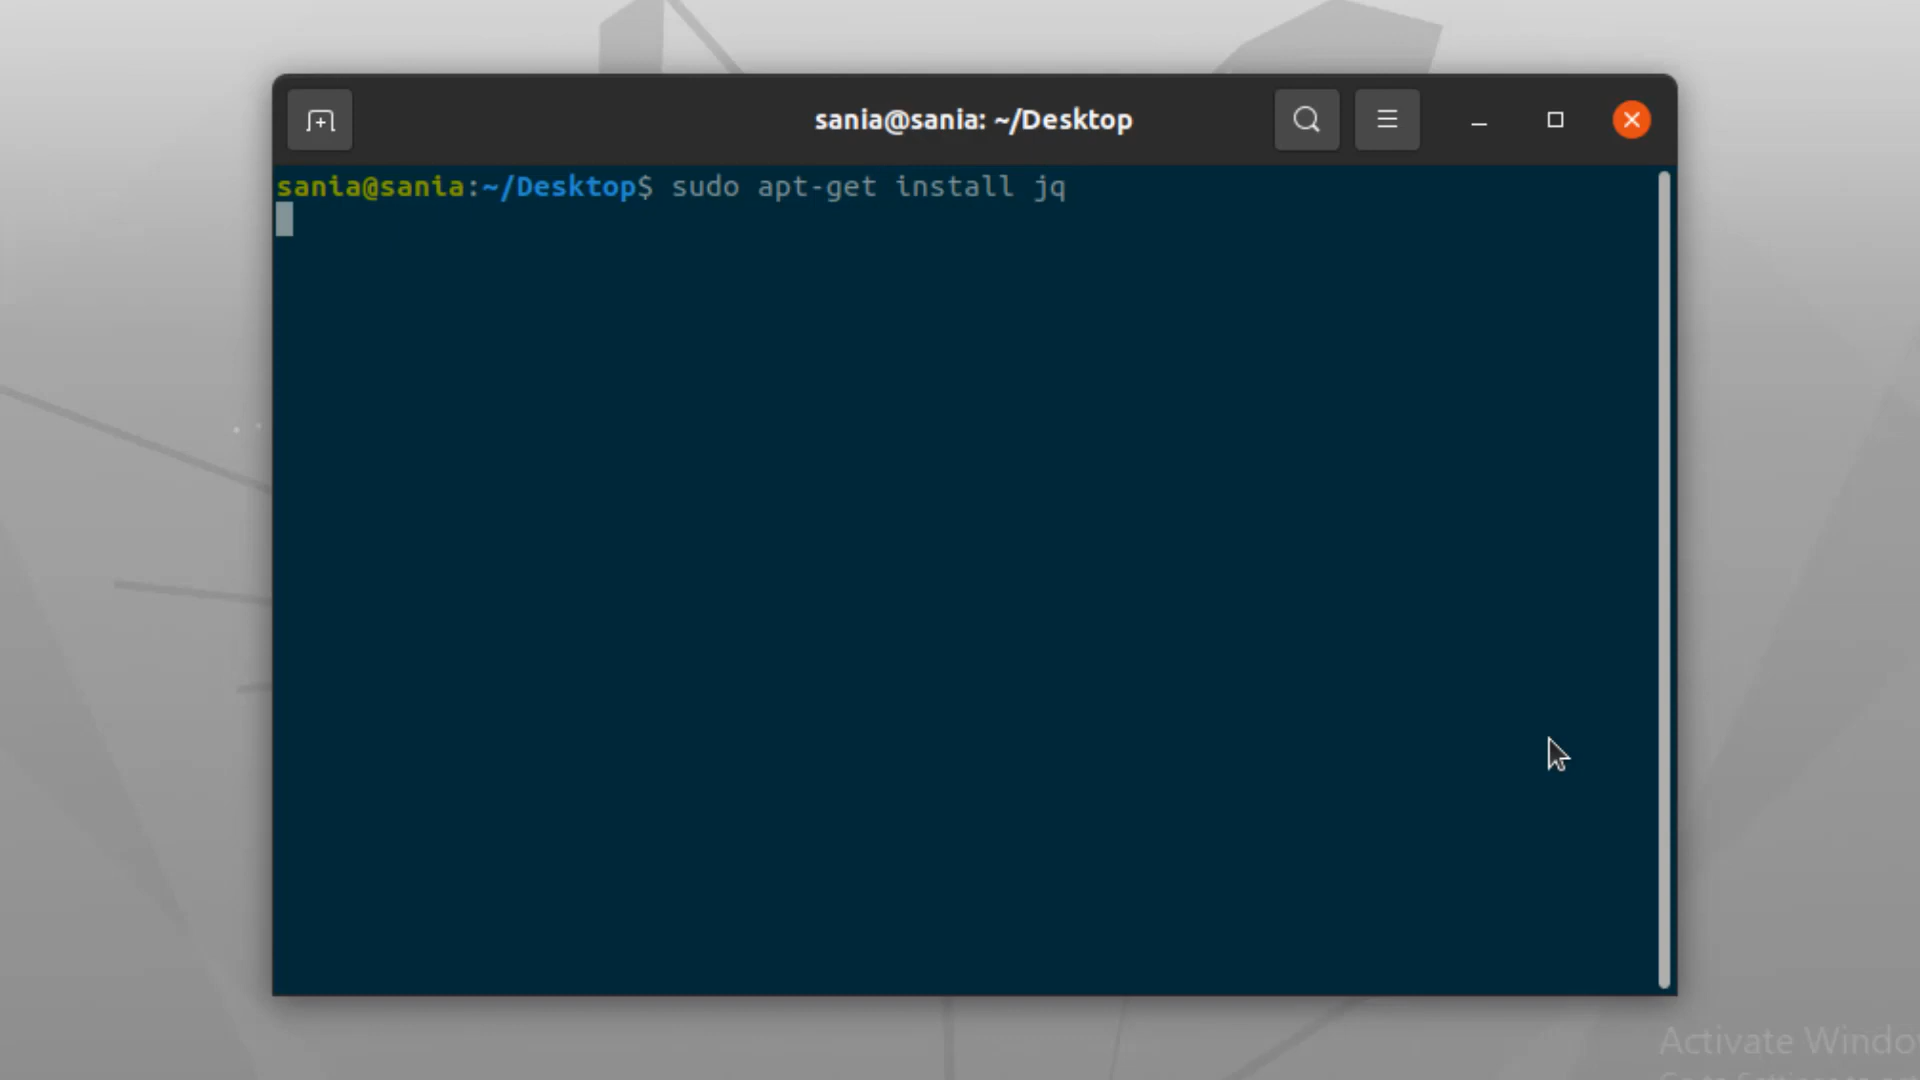 sania@sania: ~/Desktop
sania@sania:~/Desktop$ sudo apt-get install jq
Activate Windo